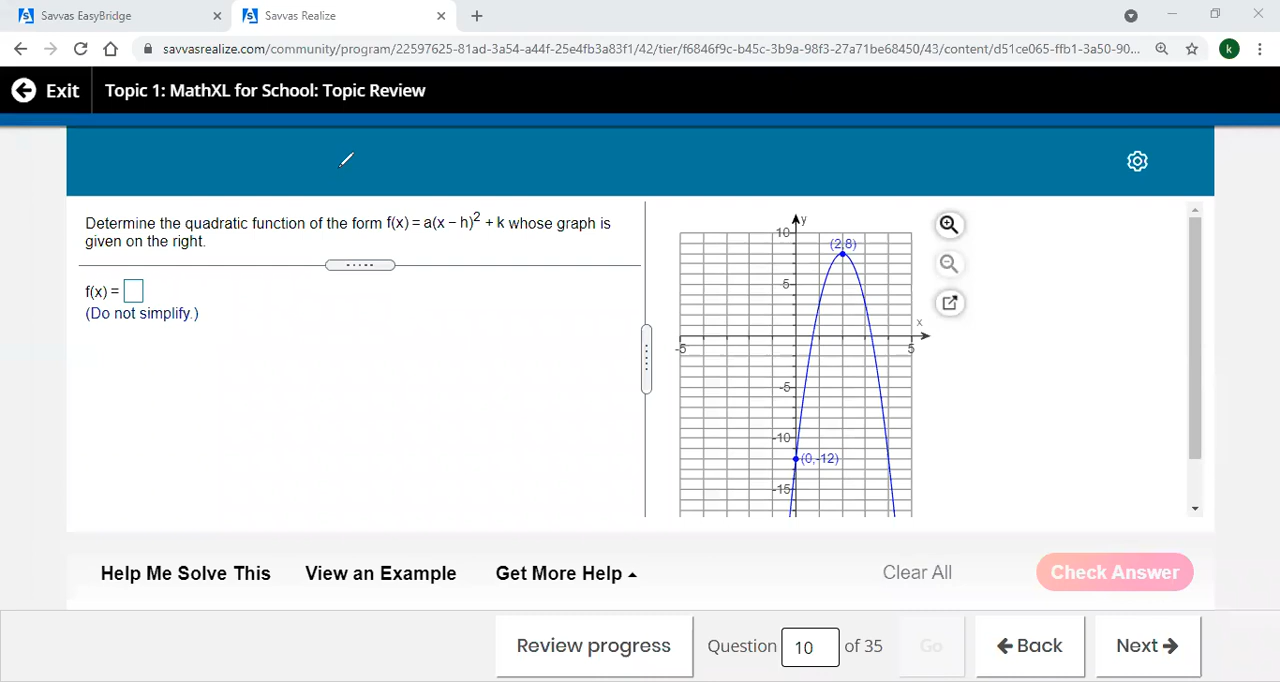 Savvas EasyBridge
Savvas Realize
savvasrealize.com/community/program/22597625-81ad-3a54-a44f-25e4fb3a83f1/42/tier/f6846f9c-b45c-3b9a-98f3-27a71be68450/43/content/d51ce065-ffb1-3a50-90...
k
Exit
Topic 1: MathXL for School: Topic Review
Determine the quadratic function of the form f(x) = a(x − h)² + k whose graph is
given on the right.
f(x) =
(Do not simplify.)
y
10
(2,8)
5
x
-5
5
-5
-10
(0,-12)
-15
Help Me Solve This
View an Example
Get More Help
Clear All
Check Answer
Review progress
Question 10 of 35
Go
Back
Next